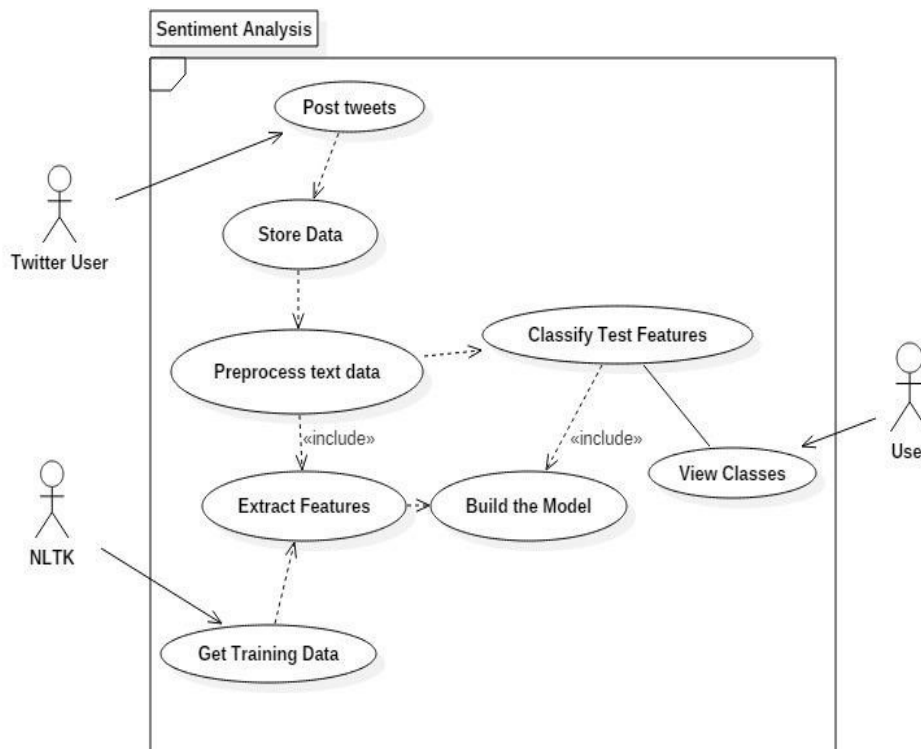 Sentiment Analysis
Post tweets
Twitter User
Store Data
Classify Test Features
Preprocess text data
«include»
«include»
Use
View Classes
Extract Features
Build the Model
NLTK
Get Training Data